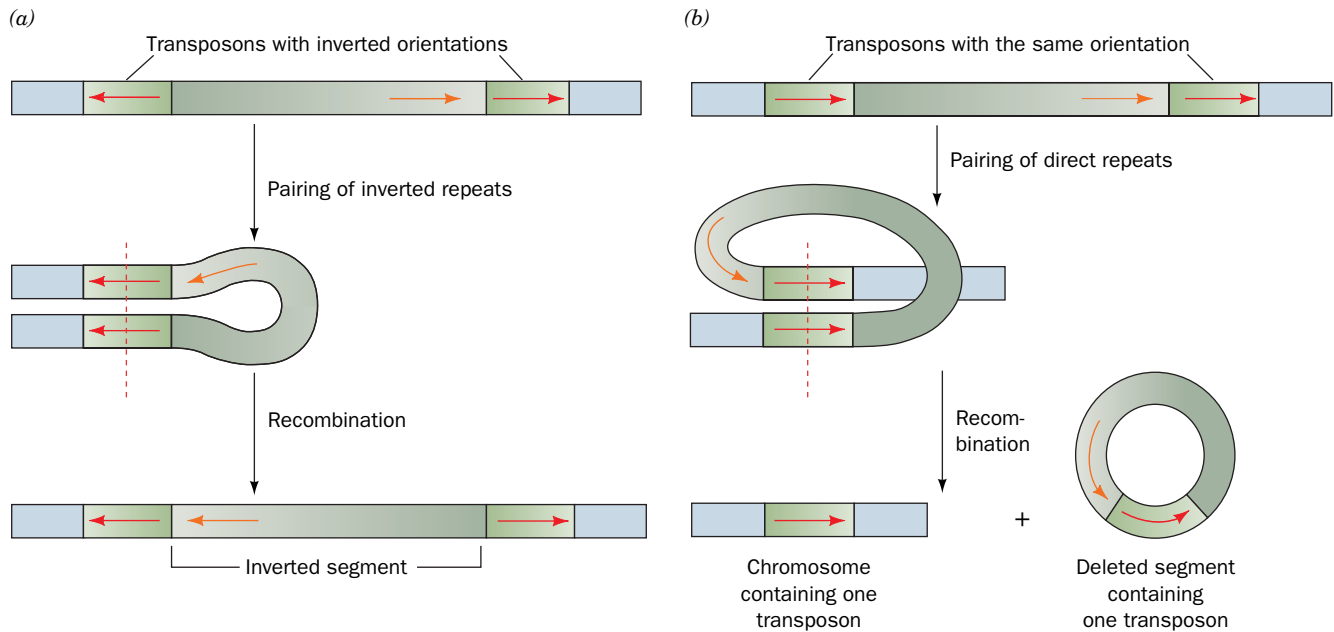 (a)
Transposons with inverted orientations
Pairing of inverted repeats
Recombination
Inverted segment
(b)
Transposons with the same orientation
Pairing of direct repeats
Recom-
bination
+
Chromosome
containing one
transposon
Deleted segment
containing
one transposon